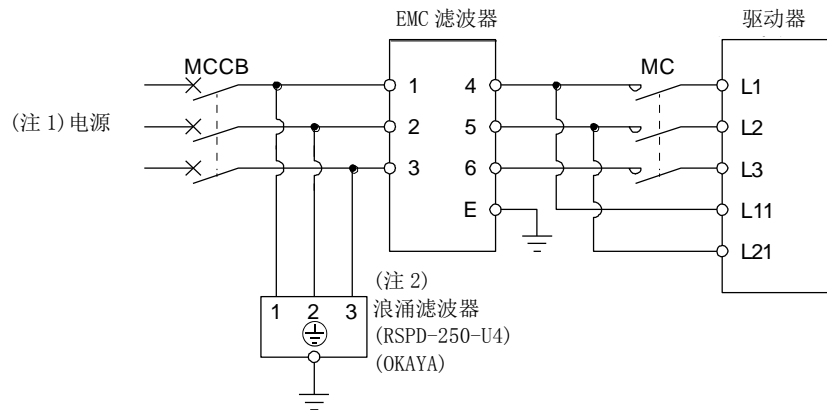 EMC 滤波器
驱动器
MCCB
MC
1 4
L1
(注 1)电源
2 5
L2
3 6
L3
E
L11
L21
(注 2)
1 2 3
浪涌滤波器
(RSPD-250-U4)
(OKAYA)